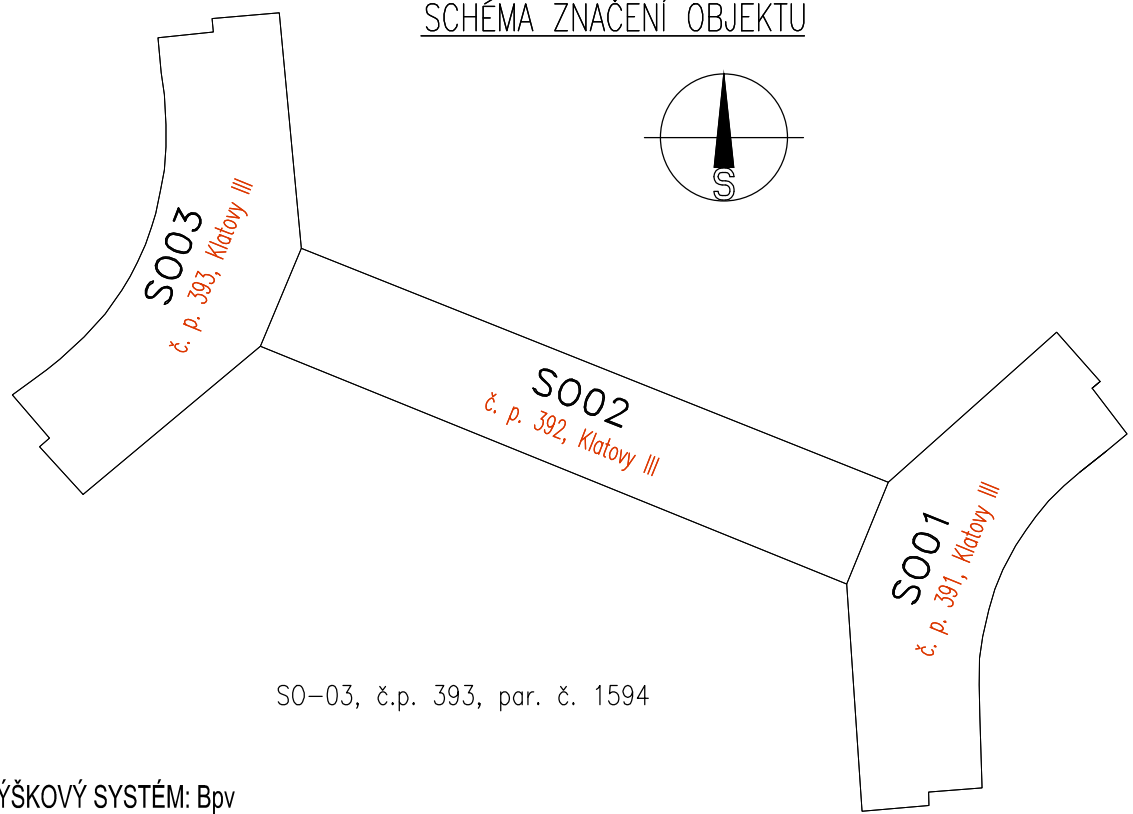 SCHÉMA ZNAČENÍ OBJEKTU
S
SO03
č. p. 393, Klatovy III
SO02
č. p. 392, Klatovy III
SO01
č. p. 391, Klatovy III
SO-03, č.p. 393, par. č. 1594
ÝŠKOVÝ SYSTÉM: Bpv